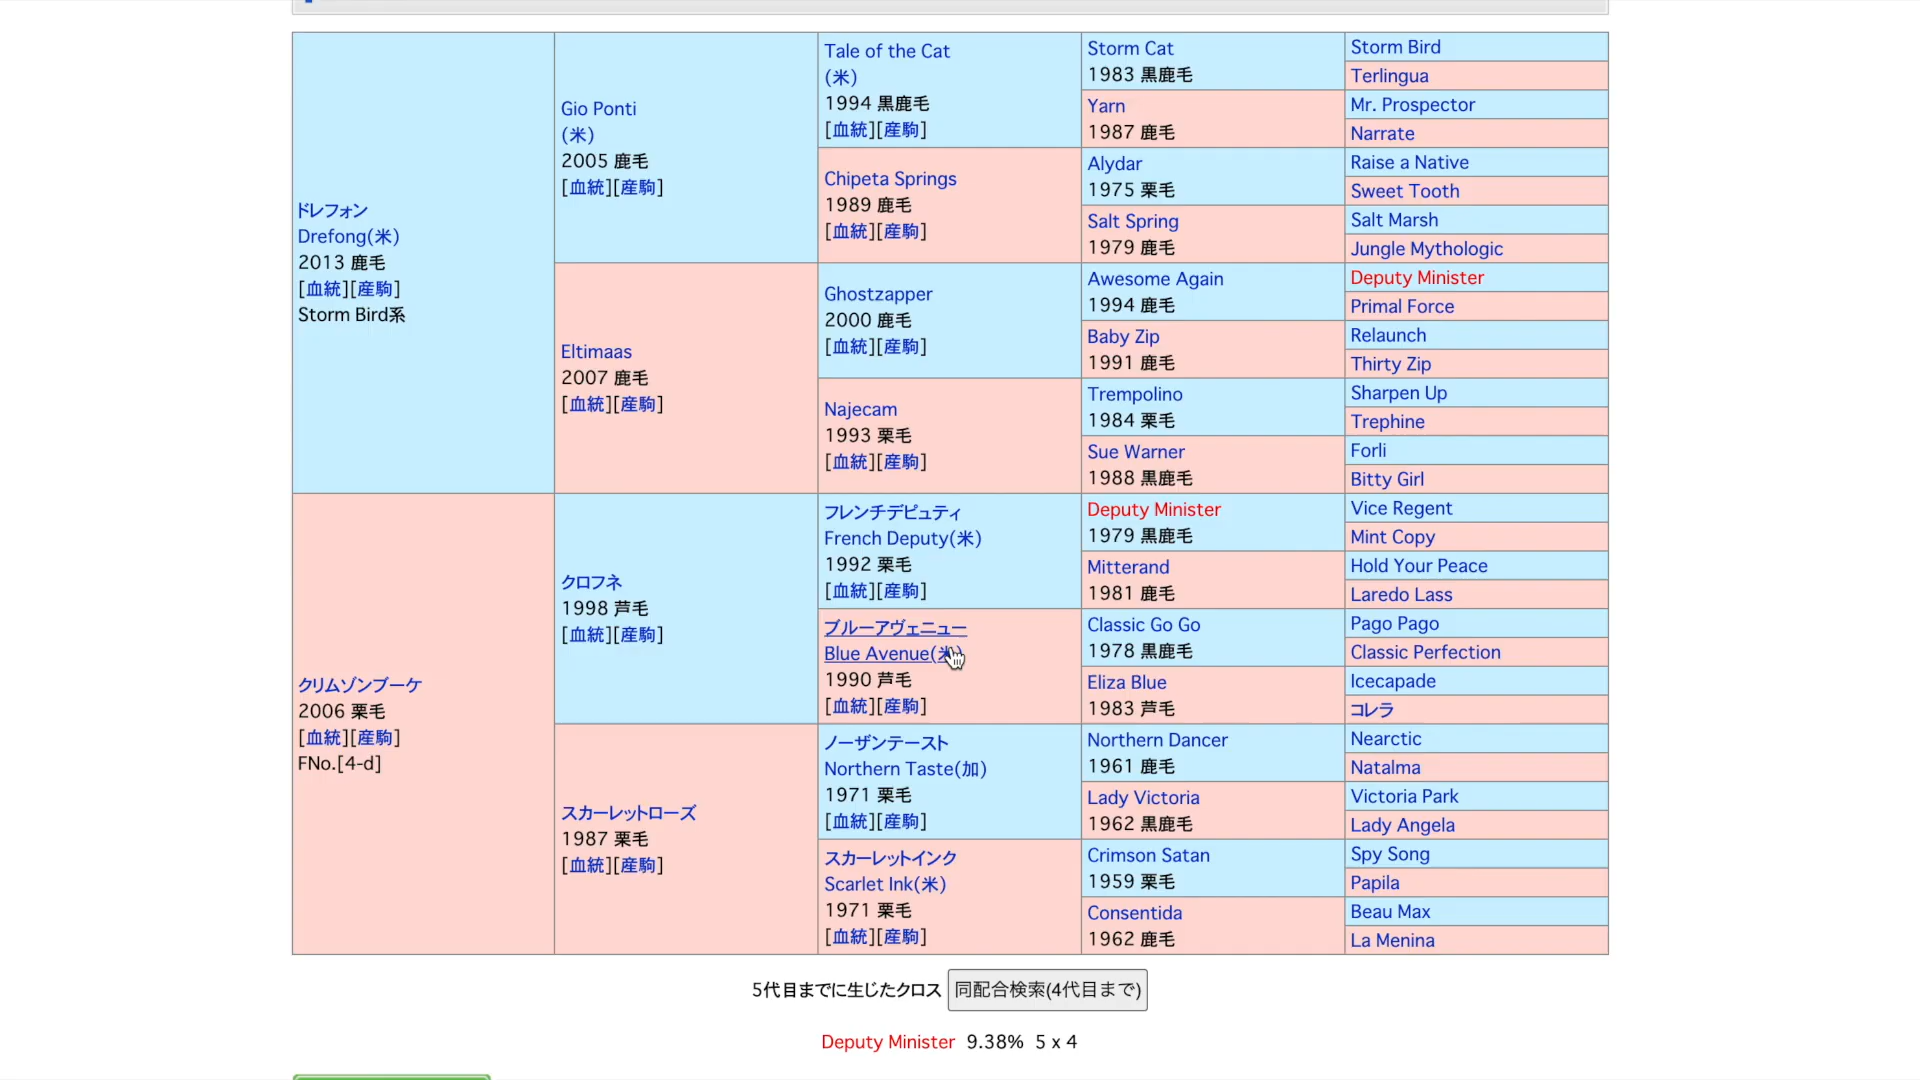 ドレフォン
Drefong(米)
2013 鹿毛
[血統][産駒]
Storm Bird系
Gio Ponti
(米)
2005 鹿毛
[血統][産駒]
Tale of the Cat
(米)
1994 黒鹿毛
[血統][産駒]
Storm Cat
1983 黒鹿毛
Storm Bird
Terlingua
Yarn
1987 鹿毛
Mr. Prospector
Narrate
Chipeta Springs
1989 鹿毛
[血統][産駒]
Alydar
1975 栗毛
Raise a Native
Sweet Tooth
Salt Spring
1979 鹿毛
Salt Marsh
Jungle Mythologic
Eltimaas
2007 鹿毛
[血統][産駒]
Ghostzapper
2000 鹿毛
[血統][産駒]
Awesome Again
1994 鹿毛
Deputy Minister
Primal Force
Baby Zip
1991 鹿毛
Relaunch
Thirty Zip
Najecam
1993 栗毛
[血統][産駒]
Trempolino
1984 栗毛
Sharpen Up
Trephine
Sue Warner
1988 黒鹿毛
Forli
Bitty Girl
クリムゾンブーケ
2006 栗毛
[血統][産駒]
FNo.[4-d]
クロフネ
1998 芦毛
[血統][産駒]
フレンチデピュティ
French Deputy(米)
1992 栗毛
[血統][産駒]
Deputy Minister
1979 黒鹿毛
Vice Regent
Mint Copy
Mitterand
1981 鹿毛
Hold Your Peace
Laredo Lass
ブルーアヴェニュー
Blue Avenue(米)
1990 芦毛
[血統][産駒]
Classic Go Go
1978 黒鹿毛
Pago Pago
Classic Perfection
Eliza Blue
1983 芦毛
Icecapade
コレラ
スカーレットローズ
1987 栗毛
[血統][産駒]
ノーザンテースト
Northern Taste(加)
1971 栗毛
[血統][産駒]
Northern Dancer
1961 鹿毛
Nearctic
Natalma
Lady Victoria
1962 黒鹿毛
Victoria Park
Lady Angela
スカーレットインク
Scarlet Ink(米)
1971 栗毛
[血統][産駒]
Crimson Satan
1959 栗毛
Spy Song
Papila
Consentida
1962 鹿毛
Beau Max
La Menina
5代目までに生じたクロス 同配合検索(4代目まで)
Deputy Minister 9.38% 5 x 4